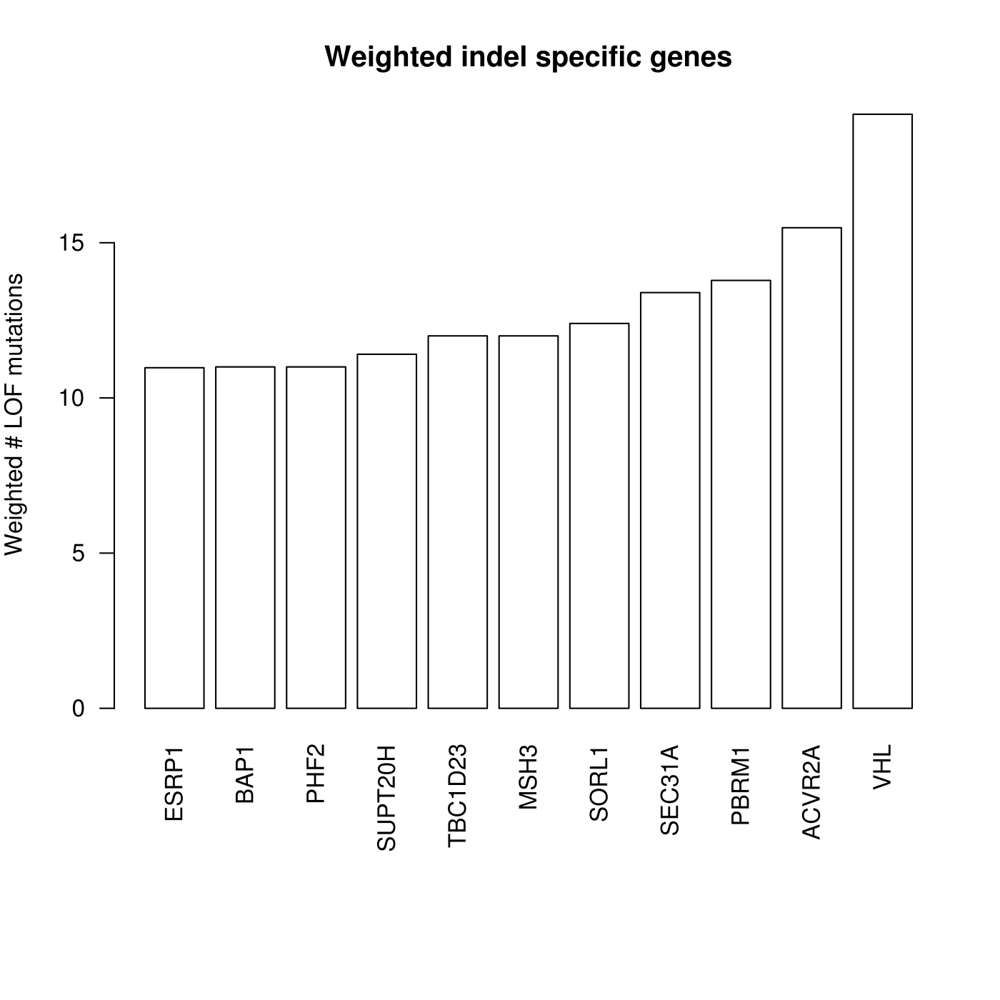 Weighted indel specific genes
Weighted # LOF mutations
15
10
5
0
ESRP1
BAP1
PHF2
SUPT20H
TBC1D23
MSH3
SORL1
SEC31A
PBRM1
ACVR2A
VHL